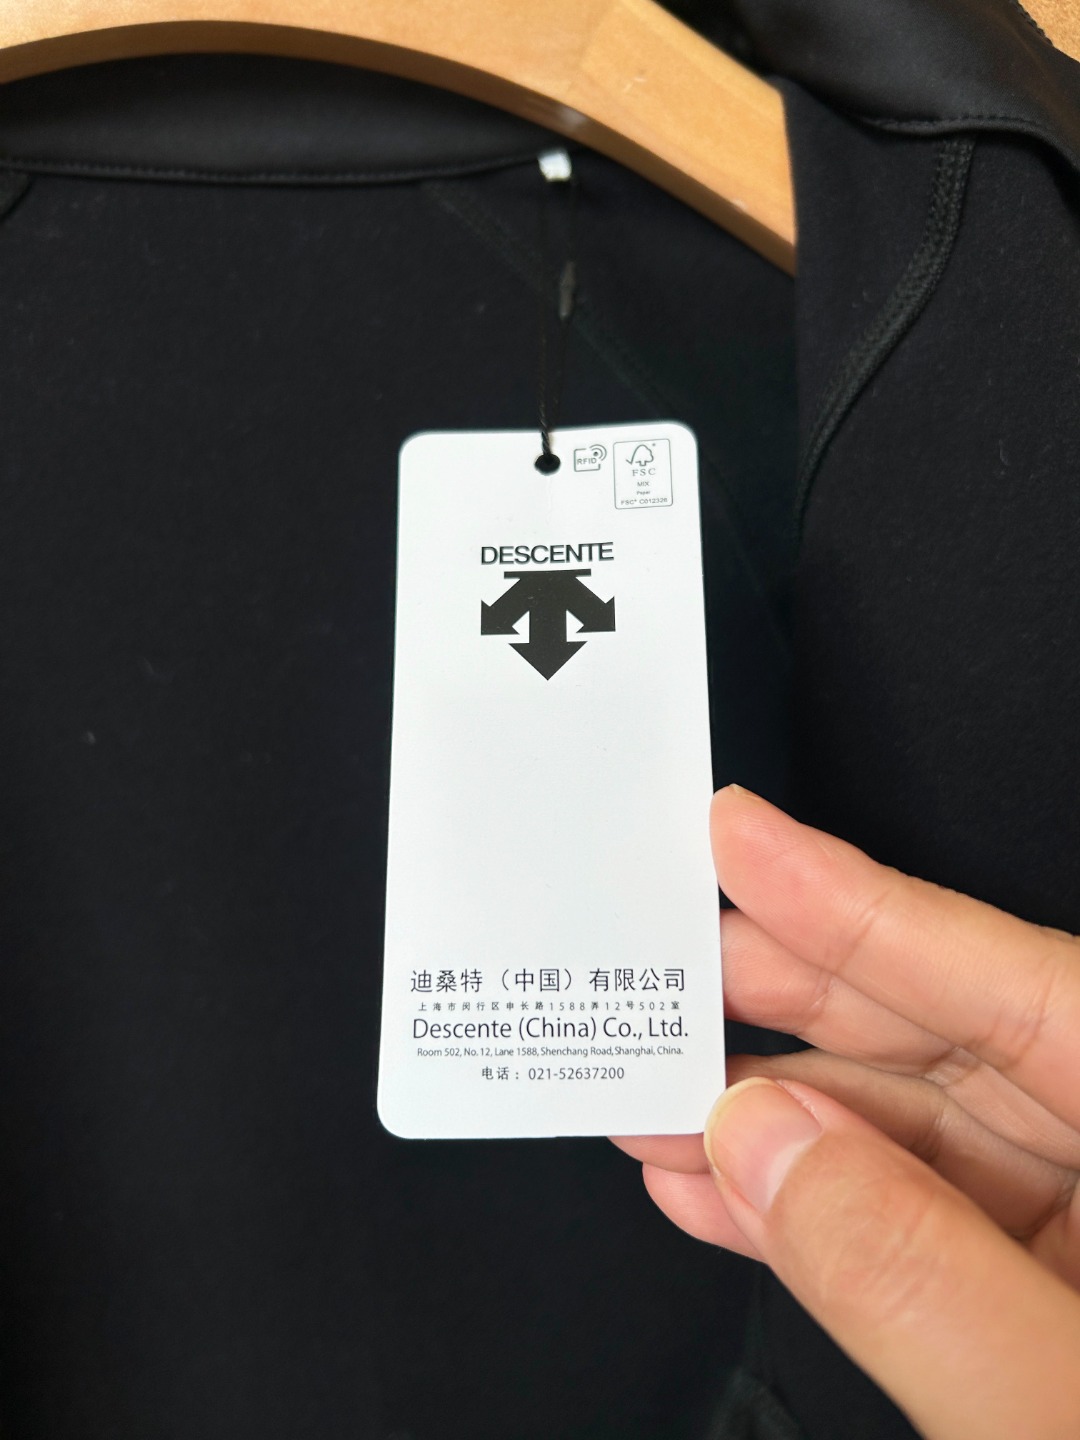 RFID
FSC
MIX
Paper
FSC® C012326
DESCENTE
迪桑特（中国）有限公司
上海市闵行区申长路1588弄12号502室
Descente (China) Co., Ltd.
Room 502, No. 12, Lane 1588, Shenchang Road, Shanghai, China.
电话：021-52637200